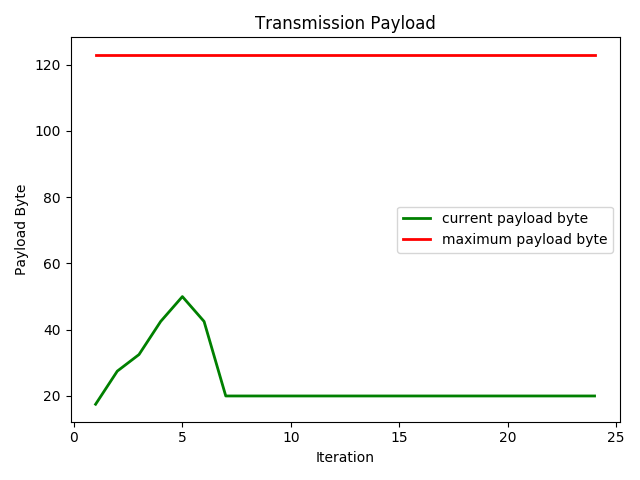 Transmission Payload
120
100
80
60
40
20
Payload Byte
current payload byte
maximum payload byte
0 5 10 15 20 25
Iteration